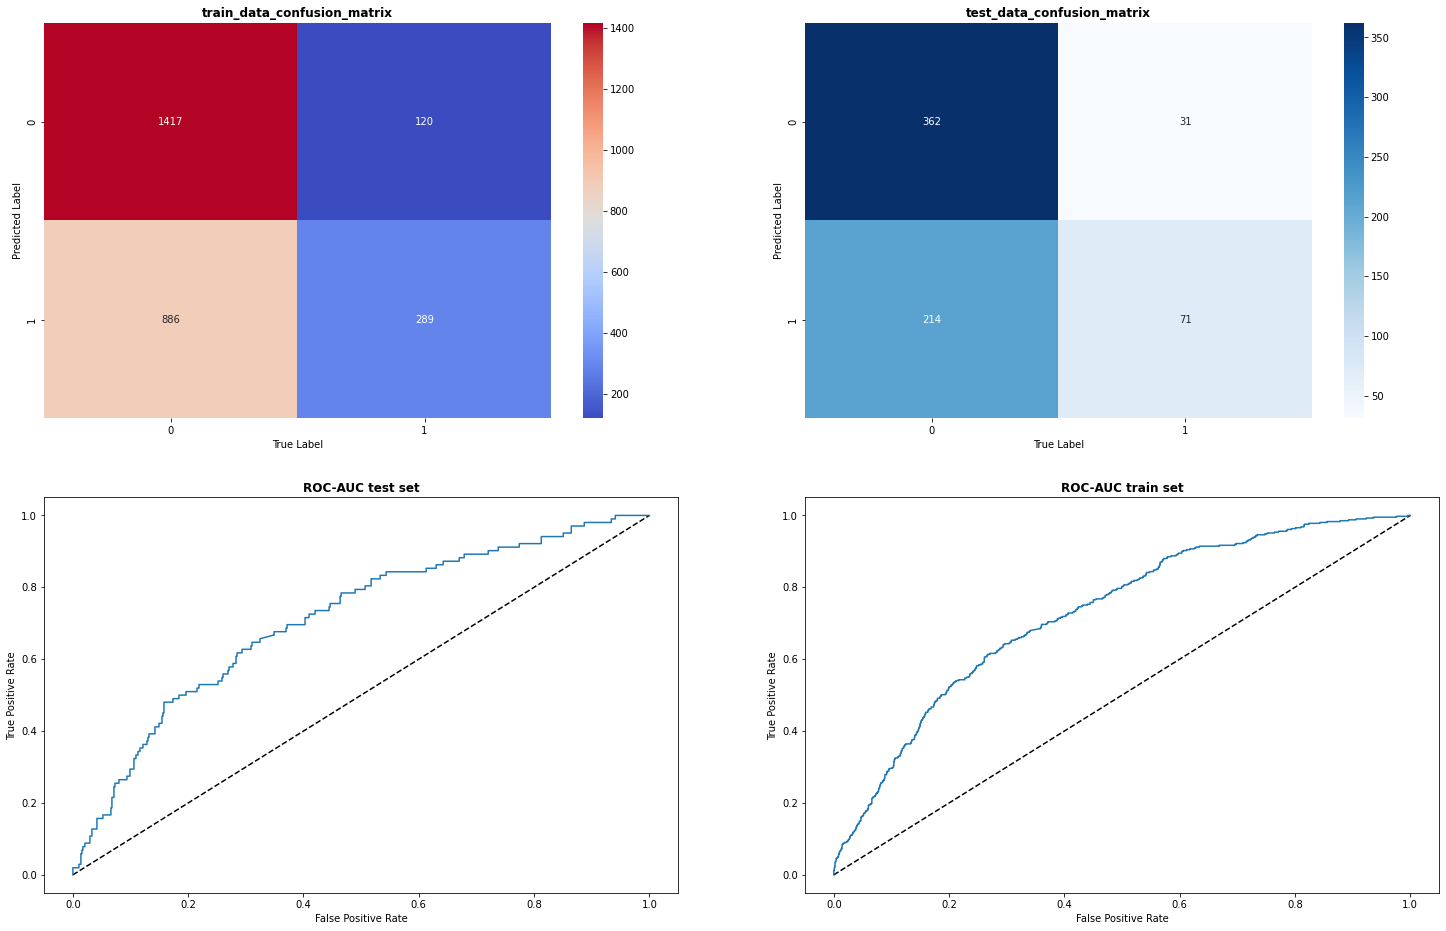 train_data_confusion_matrix
1417 120
886 289
0
1
Predicted Label
0 1
True Label
1400
1200
1000
800
600
400
200
test_data_confusion_matrix
362 31
214 71
0
1
Predicted Label
0 1
True Label
350
300
250
200
150
100
50
ROC-AUC test set
1.0
0.8
0.6
0.4
0.2
0.0
True Positive Rate
0.0 0.2 0.4 0.6 0.8 1.0
False Positive Rate
ROC-AUC train set
1.0
0.8
0.6
0.4
0.2
0.0
True Positive Rate
0.0 0.2 0.4 0.6 0.8 1.0
False Positive Rate